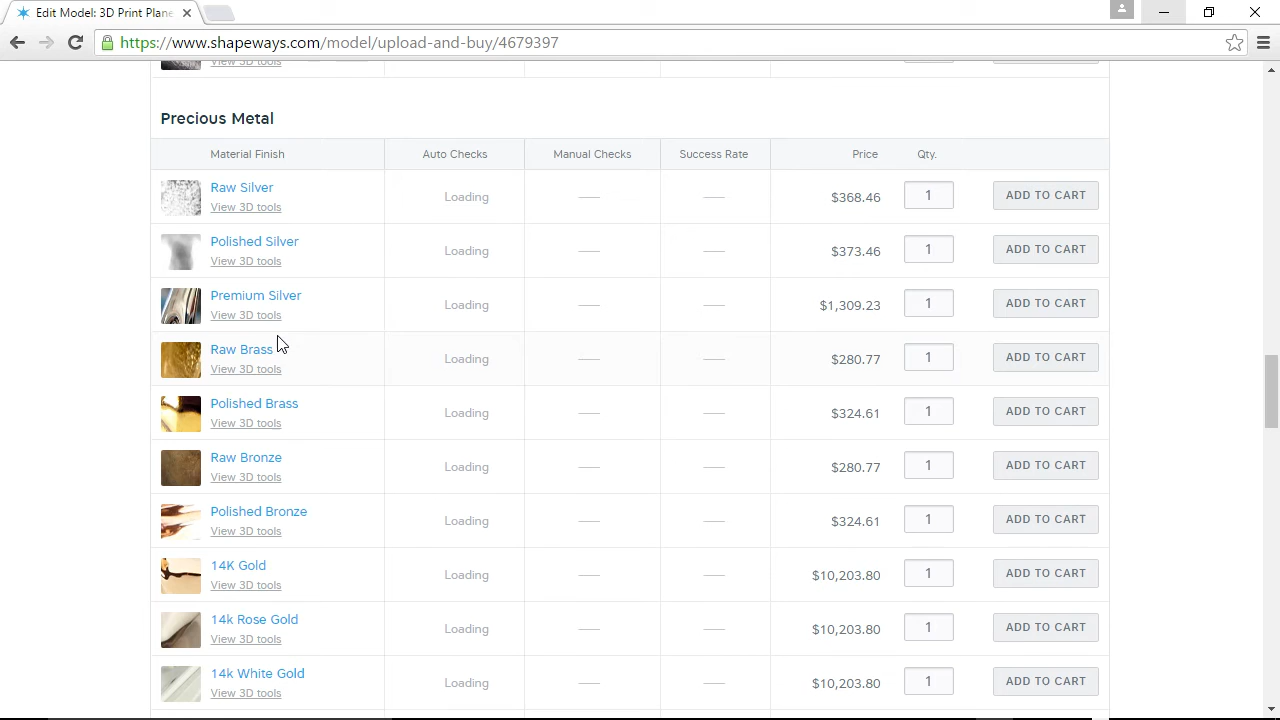 Edit Model: 3D Print Plane
https://www.shapeways.com/model/upload-and-buy/4679397
View 3D tools
Precious Metal
Material Finish Auto Checks Manual Checks Success Rate Price Qty.
Raw Silver
View 3D tools
Loading $368.46 1 ADD TO CART
Polished Silver
View 3D tools
Loading $373.46 1 ADD TO CART
Premium Silver
View 3D tools
Loading $1,309.23 1 ADD TO CART
Raw Brass
View 3D tools
Loading $280.77 1 ADD TO CART
Polished Brass
View 3D tools
Loading $324.61 1 ADD TO CART
Raw Bronze
View 3D tools
Loading $280.77 1 ADD TO CART
Polished Bronze
View 3D tools
Loading $324.61 1 ADD TO CART
14K Gold
View 3D tools
Loading $10,203.80 1 ADD TO CART
14k Rose Gold
View 3D tools
Loading $10,203.80 1 ADD TO CART
14k White Gold
View 3D tools
Loading $10,203.80 1 ADD TO CART